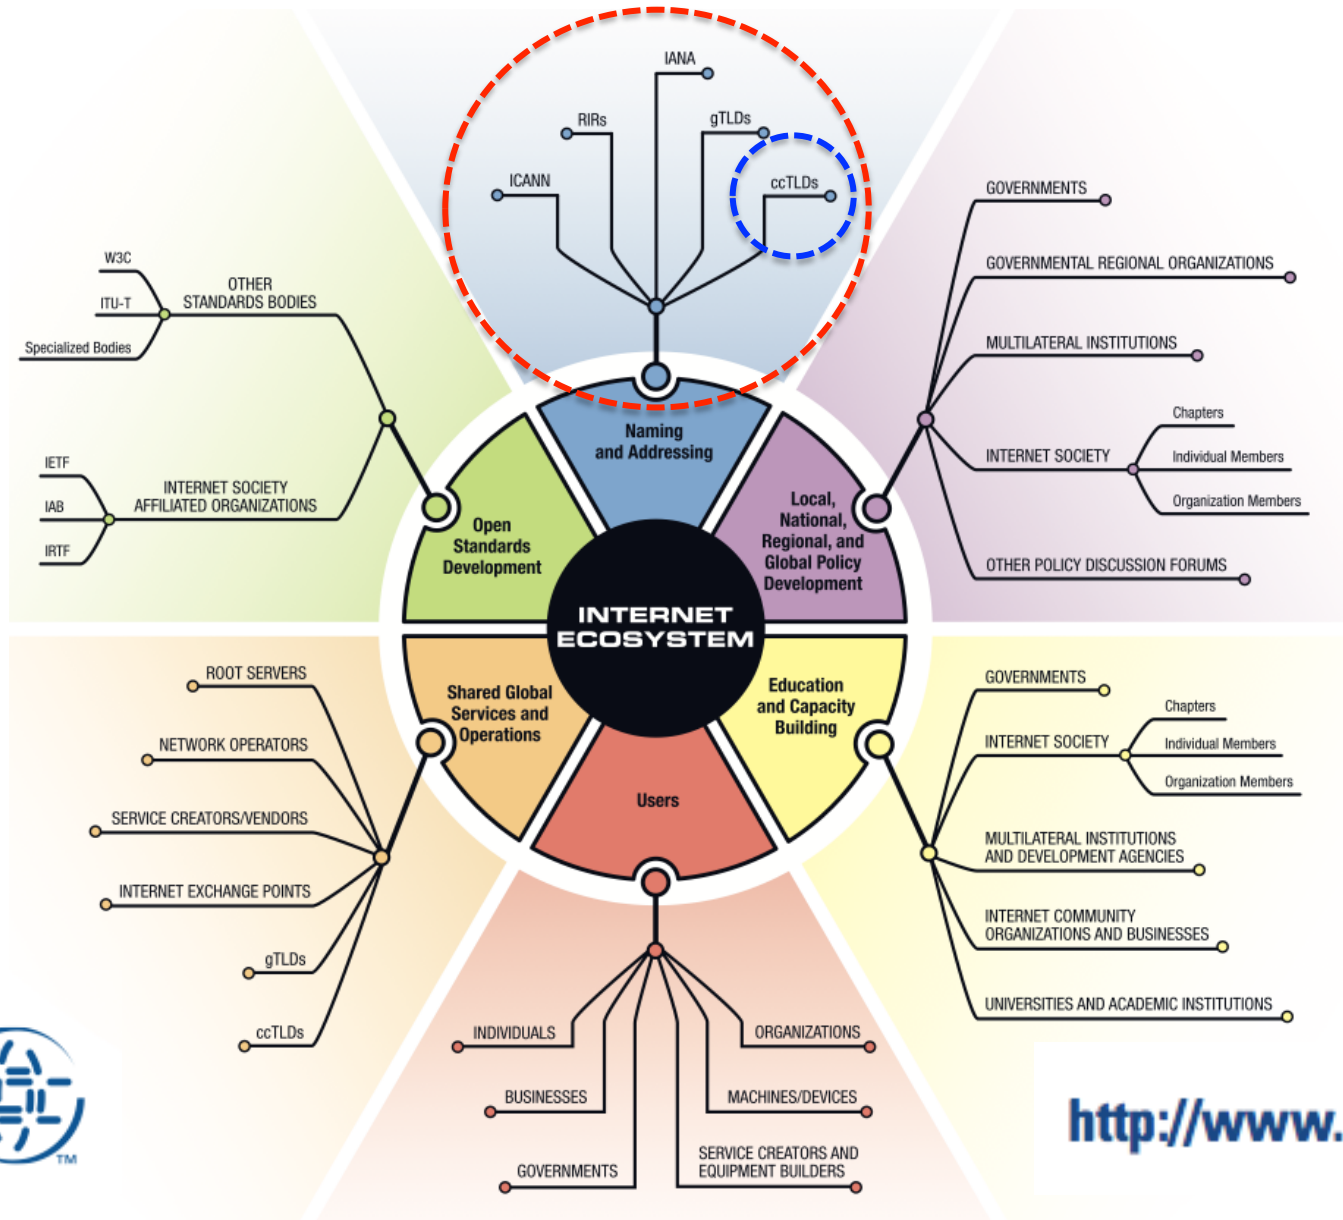 IANA
RIRs
gTLDs
ICANN
ccTLDs
Naming
and Addressing
GOVERNMENTS
GOVERNMENTAL REGIONAL ORGANIZATIONS
MULTILATERAL INSTITUTIONS
INTERNET SOCIETY
Chapters
Individual Members
Organization Members
OTHER POLICY DISCUSSION FORUMS
Local,
National,
Regional, and
Global Policy
Development
W3C
ITU-T
Specialized Bodies
OTHER
STANDARDS BODIES
IETF
IAB
IRTF
INTERNET SOCIETY
AFFILIATED ORGANIZATIONS
Open
Standards
Development
INTERNET
ECOSYSTEM
ROOT SERVERS
NETWORK OPERATORS
SERVICE CREATORS/VENDORS
INTERNET EXCHANGE POINTS
gTLDs
ccTLDs
Shared Global
Services and
Operations
Education
and Capacity
Building
GOVERNMENTS
INTERNET SOCIETY
Chapters
Individual Members
Organization Members
MULTILATERAL INSTITUTIONS
AND DEVELOPMENT AGENCIES
INTERNET COMMUNITY
ORGANIZATIONS AND BUSINESSES
UNIVERSITIES AND ACADEMIC INSTITUTIONS
Users
INDIVIDUALS
BUSINESSES
GOVERNMENTS
ORGANIZATIONS
MACHINES/DEVICES
SERVICE CREATORS AND
EQUIPMENT BUILDERS
TM
http://www.